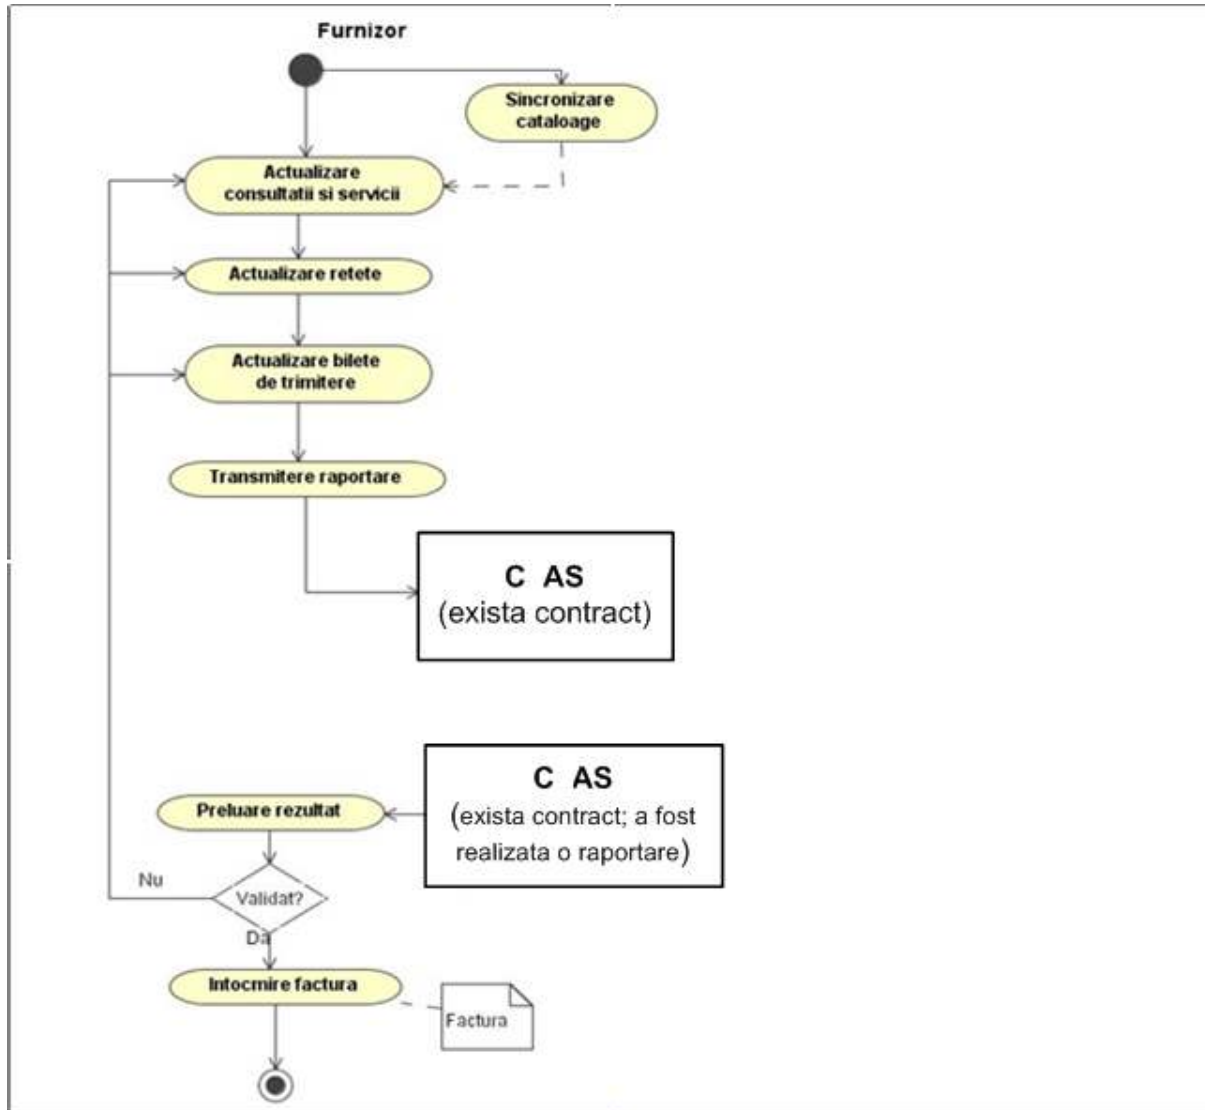 Furnizor
Sincronizare
cataloage
Actualizare
consultatii si servicii
Actualizare retete
Actualizare bilete
de trimitere
Transmitere raportare
C AS
(exista contract)
C AS
(exista contract; a fost
realizata o raportare)
Preluare rezultat
Nu
Validat?
Da
Intocmire factura
Factura